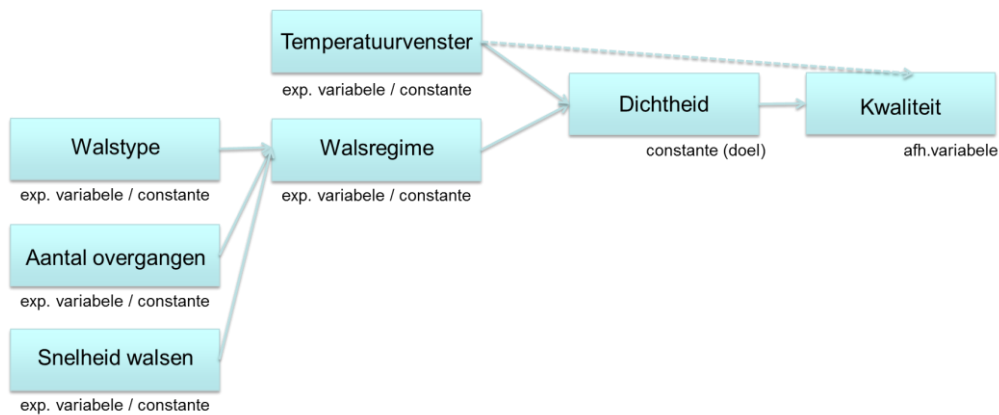 Temperatuurvenster
exp. variabele / constante
Dichtheid
constante (doel)
Kwaliteit
afh.variabele
Walstype
exp. variabele / constante
Walsregime
exp. variabele / constante
Aantal overgangen
exp. variabele / constante
Snelheid walsen
exp. variabele / constante